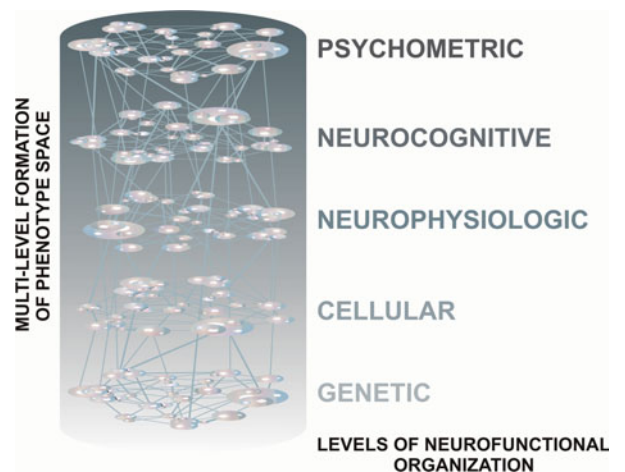 MULTI-LEVEL FORMATION
OF PHENOTYPE SPACE
PSYCHOMETRIC
NEUROCOGNITIVE
NEUROPHYSIOLOGIC
CELLULAR
GENETIC
LEVELS OF NEUROFUNCTIONAL
ORGANIZATION